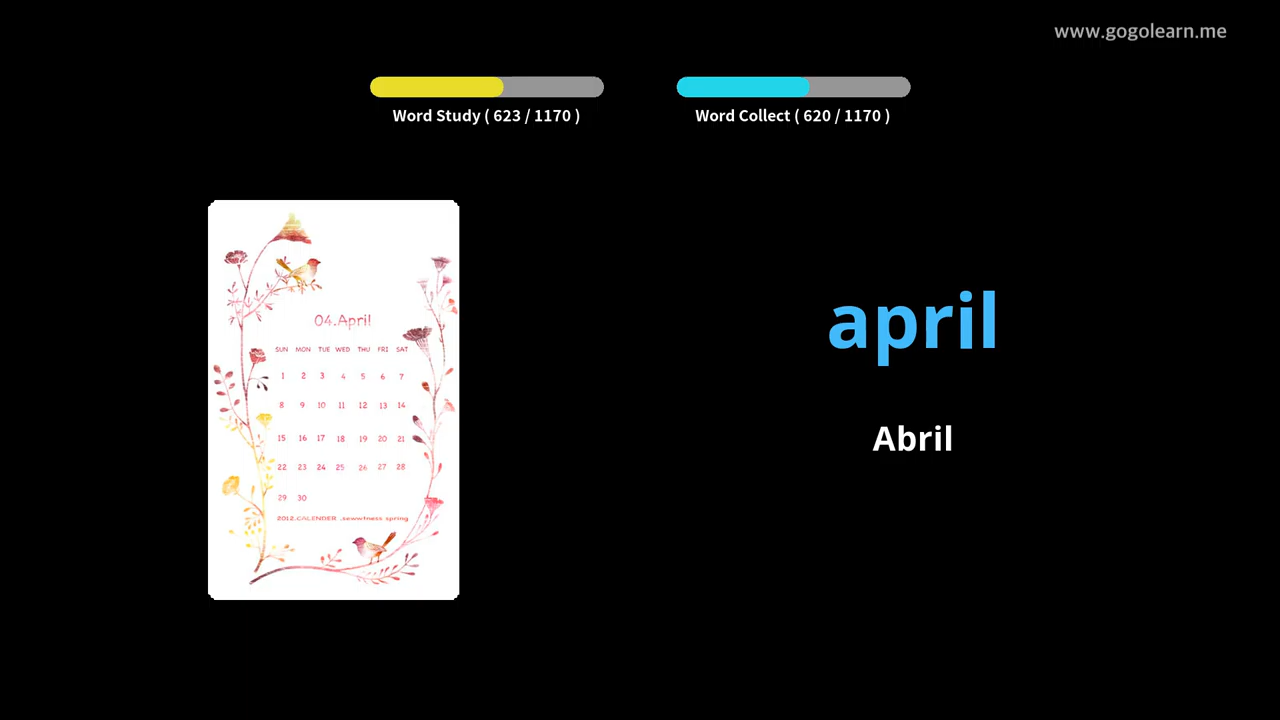 www.gogolearn.me
Word Study ( 623 / 1170 )
Word Collect ( 620 / 1170 )
04.April
SUN MON TUE WED THU FRI SAT
1 2 3 4 5 6 7
8 9 10 11 12 13 14
15 16 17 18 19 20 21
22 23 24 25 26 27 28
29 30
2012.CALENDER .sewwtness spring
april
Abril